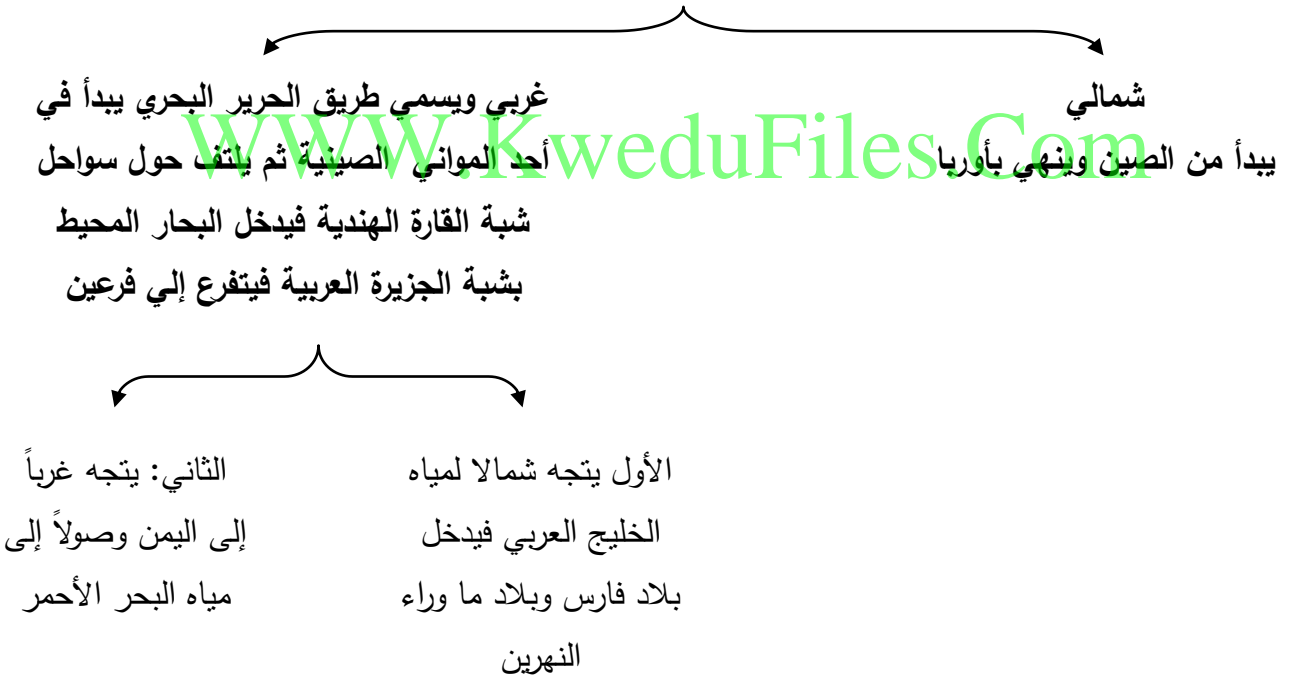 شمالي
يبدأ من الصين وينهي بأوربا
غربي ويسمي طريق الحرير البحري يبدأ في
أحد المواني الصينية ثم يلتف حول سواحل
شبة القارة الهندية فيدخل البحار المحيط
بشبة الجزيرة العربية فيتفرع إلي فرعين
WWW.KweduFiles.Com
الأول يتجه شمالا لمياه
الخليج العربي فيدخل
بلاد فارس وبلاد ما وراء
النهرين
الثاني: يتجه غرباً
إلى اليمن وصولاً إلى
مياه البحر الأحمر